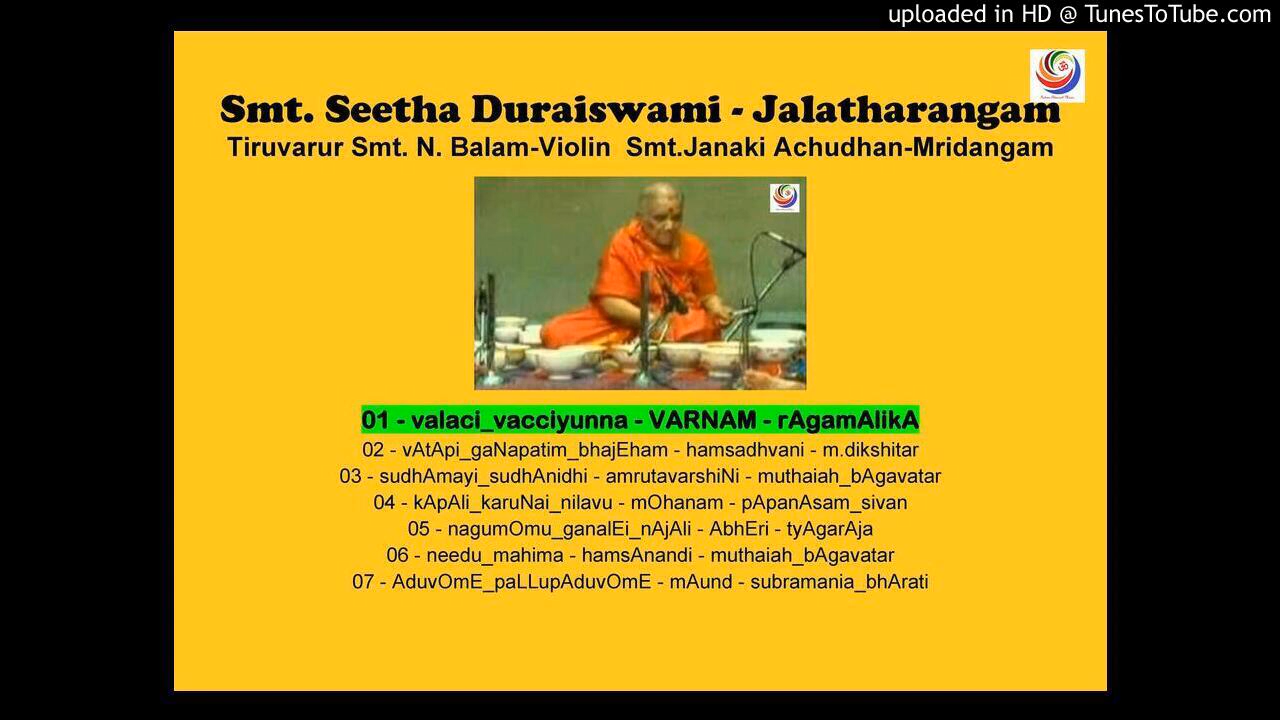 uploaded in HD @ TunesToTube.com
Smt. Seetha Duraiswami - Jalatharangam
Tiruvarur Smt. N. Balam-Violin Smt.Janaki Achudhan-Mridangam
01 - valaci_vacciyunna - VARNAM - rAgamAlikA
02 - vAtApi_gaNapatim_bhajEham - hamsadhvani - m.dikshitar
03 - sudhAmayi_sudhAnidhi - amrutavarshiNi - muthaiah_bAgavatar
04 - kApAli_karuNai_nilavu - mOhanam - pApanAsam_sivan
05 - nagumOmu_ganalEi_nAjAli - AbhEri - tyAgarAja
06 - needu_mahima - hamsAnandi - muthaiah_bAgavatar
07 - AduvOmE_paLLupAduvOmE - mAund - subramania_bhArati